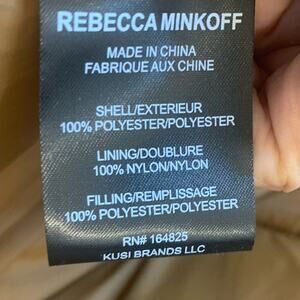 REBECCA MINKOFF
MADE IN CHINA
FABRIQUE AUX CHINE
SHELL/EXTERIEUR
100% POLYESTER/POLYESTER
LINING/DOUBLURE
100% NYLON/NYLON
FILLING/REMPLISSAGE
100% POLYESTER/POLYESTER
RN# 164825
KUSI BRANDS LLC